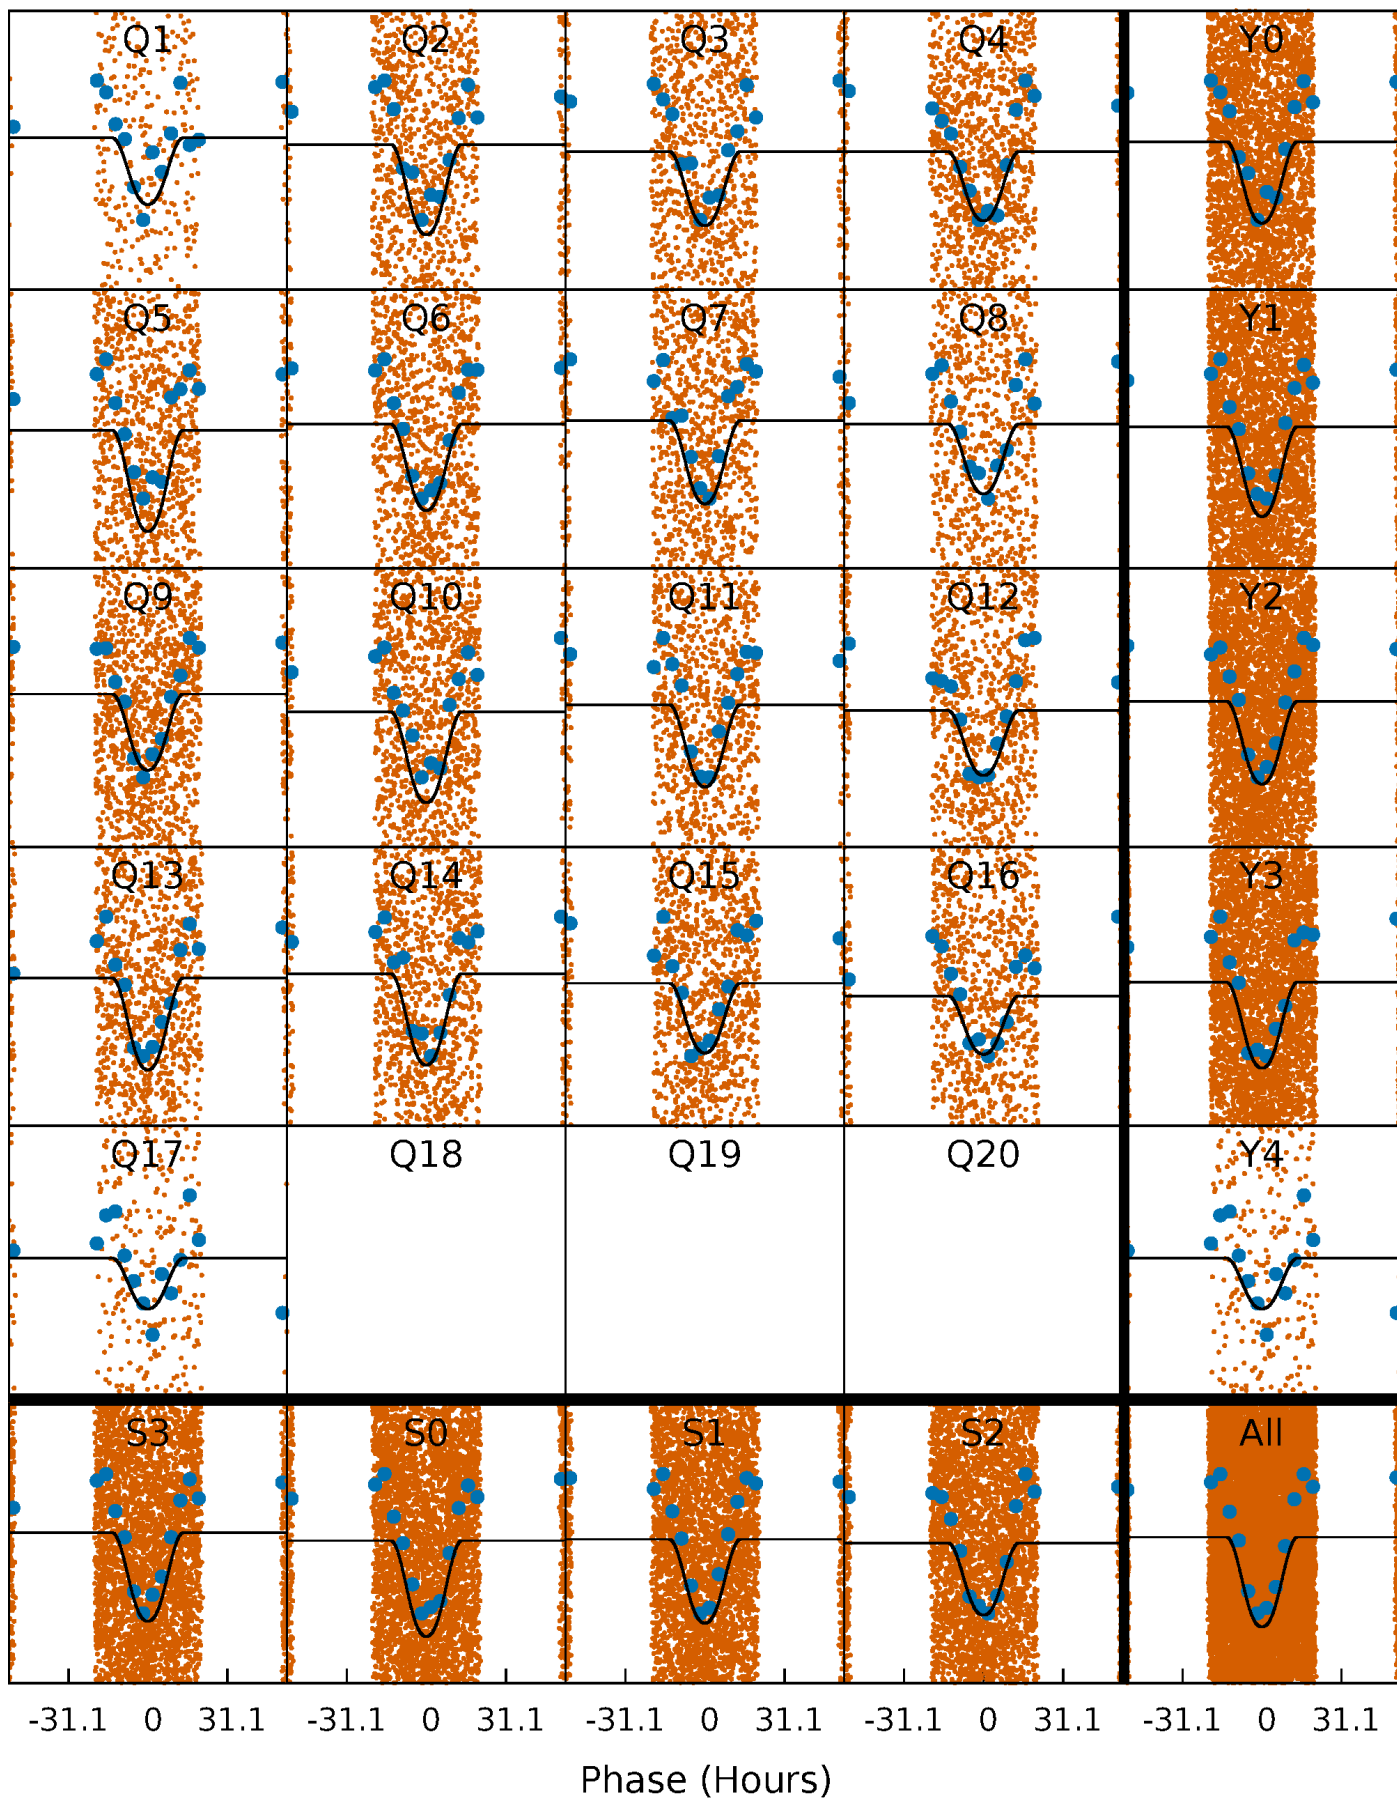 Q1 Q2 Q3 Q4 Y0
Q5 Q6 Q7 Q8 Y1
Q9 Q10 Q11 Q12 Y2
Q13 Q14 Q15 Q16 Y3
Q17 Q18 Q19 Q20 Y4
S3 S0 S1 S2 All
-31.1 0 31.1 -31.1 0 31.1 -31.1 0 31.1 -31.1 0 31.1 -31.1 0 31.1
Phase (Hours)